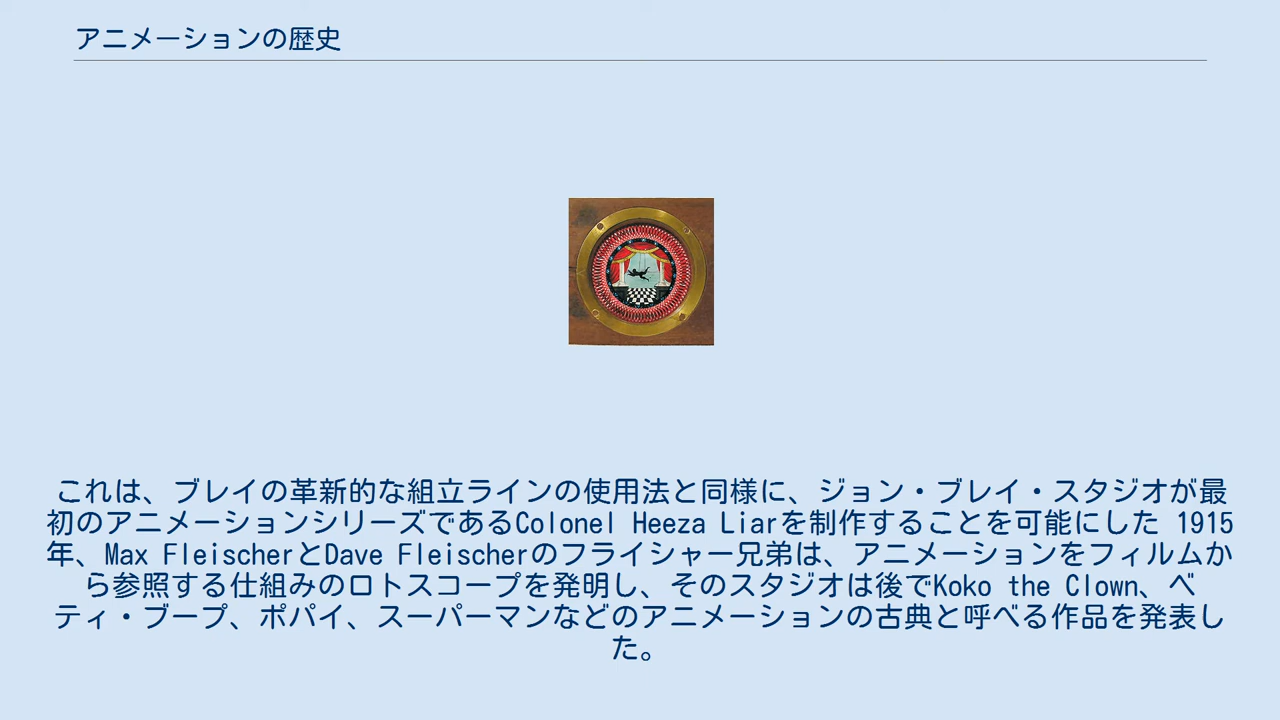 アニメーションの歴史
これは、ブレイの革新的な組立ラインの使用法と同様に、ジョン・ブレイ・スタジオが最
初のアニメーションシリーズであるColonel Heeza Liarを制作することを可能にした 1915
年、Max FleischerとDave Fleischerのフライシャー兄弟は、アニメーションをフィルムか
ら参照する仕組みのロトスコープを発明し、そのスタジオは後でKoko the Clown、ベ
ティ・ブープ、ポパイ、スーパーマンなどのアニメーションの古典と呼べる作品を発表し
た。